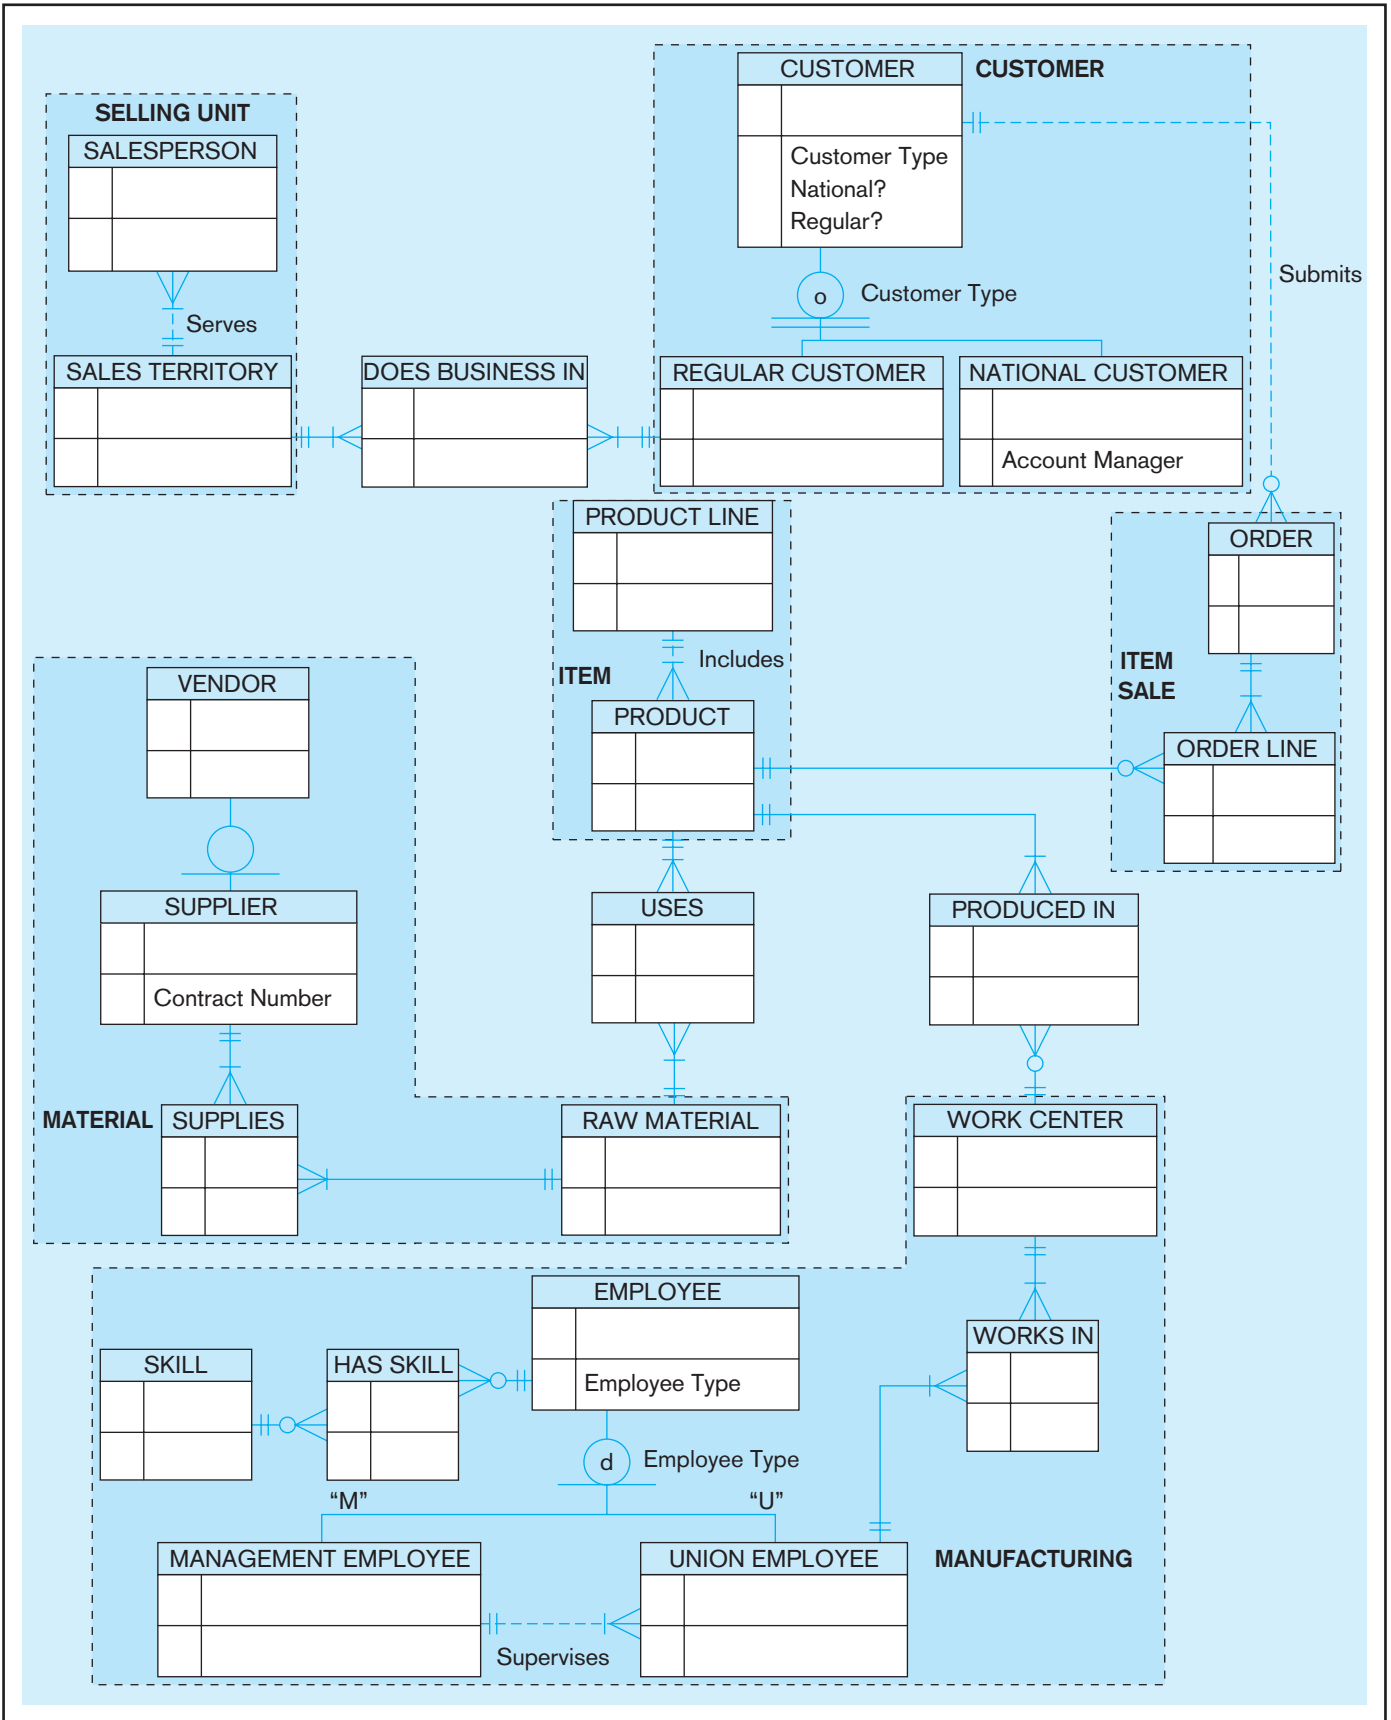 CUSTOMER
CUSTOMER
Customer Type
National?
Regular?
SELLING UNIT
SALESPERSON
Submits
o
Customer Type
Serves
SALES TERRITORY
DOES BUSINESS IN
REGULAR CUSTOMER
NATIONAL CUSTOMER
Account Manager
PRODUCT LINE
ORDER
Includes
ITEM
ITEM
SALE
VENDOR
PRODUCT
ORDER LINE
SUPPLIER
Contract Number
USES
PRODUCED IN
MATERIAL
SUPPLIES
RAW MATERIAL
WORK CENTER
EMPLOYEE
Employee Type
WORKS IN
SKILL
HAS SKILL
d
Employee Type
“M”
“U”
MANAGEMENT EMPLOYEE
UNION EMPLOYEE
MANUFACTURING
Supervises